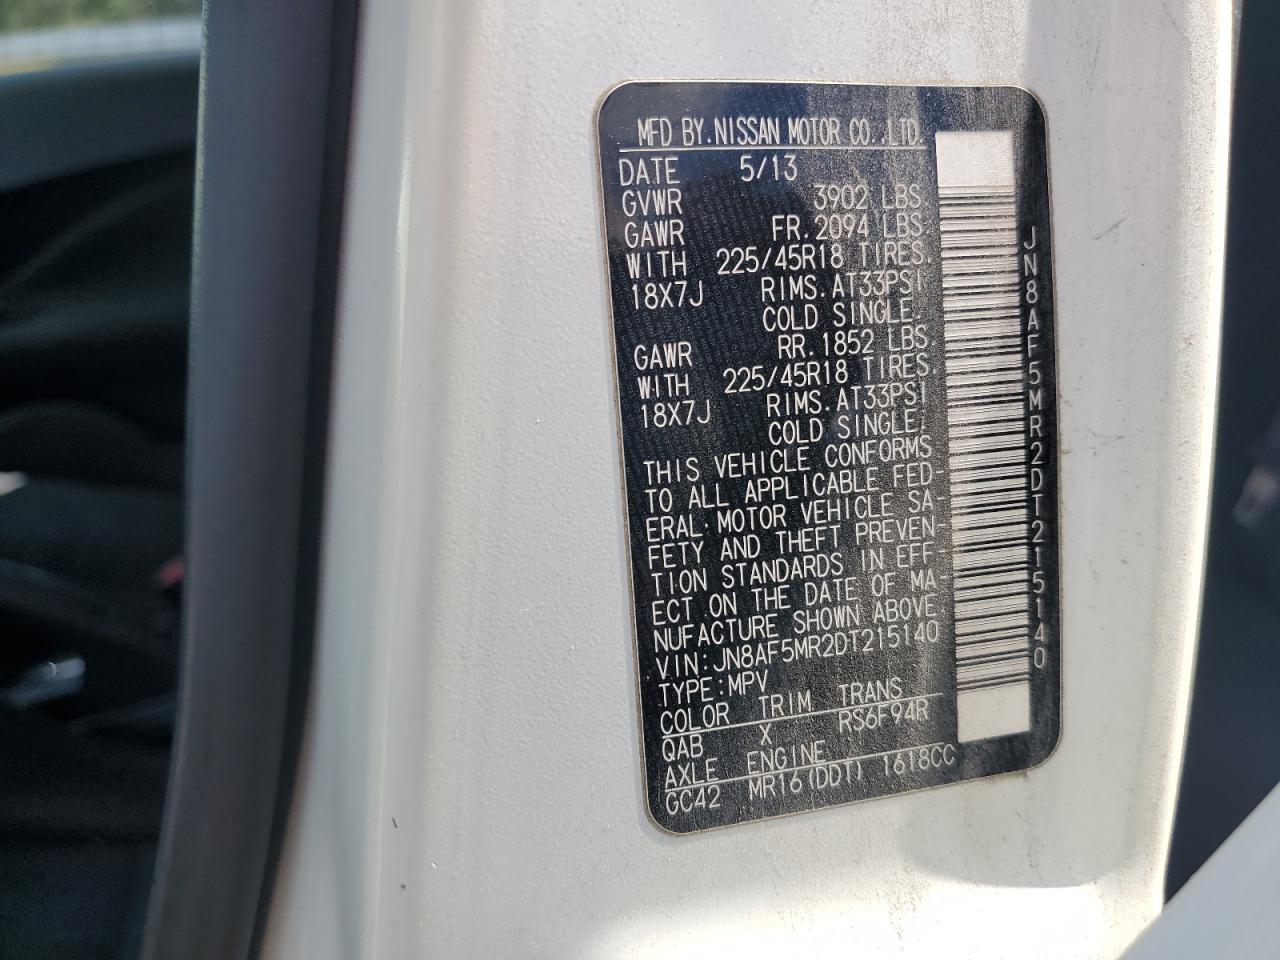 MFD BY.NISSAN MOTOR CO.,LTD.
DATE 5/13
GVWR 3902 LBS
GAWR FR.2094 LBS.
WITH 225/45R18 TIRES.
18X7J RIMS.AT33PSI
COLD SINGLE.
GAWR RR.1852 LBS
WITH 225/45R18 TIRES
18X7J RIMS.AT33PSI
COLD SINGLE.
THIS VEHICLE CONFORMS
TO ALL APPLICABLE FED-
ERAL MOTOR VEHICLE SA-
FETY AND THEFT PREVEN-
TION STANDARDS IN EFF-
ECT ON THE DATE OF MA-
NUFACTURE SHOWN ABOVE
VIN:JN8AF5MR2DT215140
TYPE:MPV
COLOR TRIM TRANS
QAB X RS6F94R
AXLE ENGINE
GC42 MR16(DDT) 1618CC
JN8AF5MR2DT215140